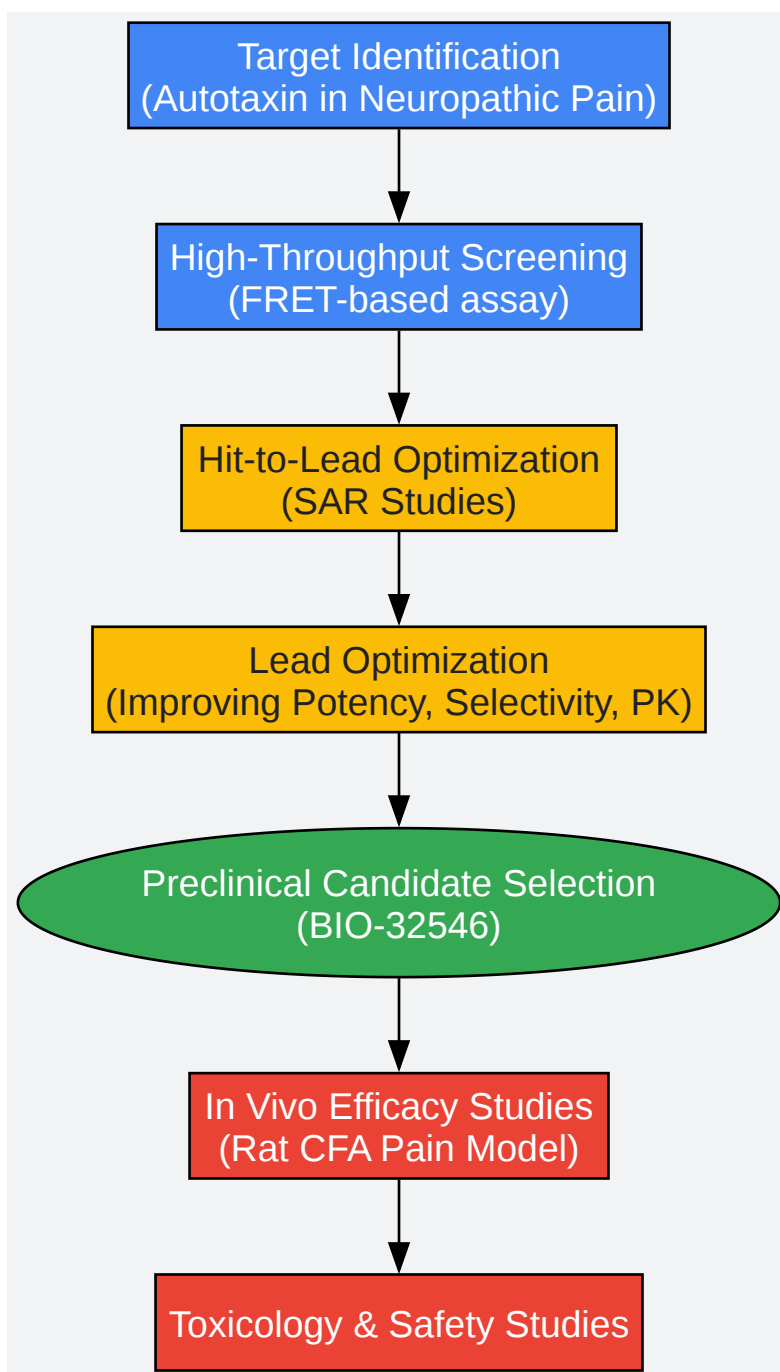 Target Identification
(Autotaxin in Neuropathic Pain)
High-Throughput Screening
(FRET-based assay)
Hit-to-Lead Optimization
(SAR Studies)
Lead Optimization
(Improving Potency, Selectivity, PK)
Preclinical Candidate Selection
(BIO-32546)
In Vivo Efficacy Studies
(Rat CFA Pain Model)
Toxicology & Safety Studies